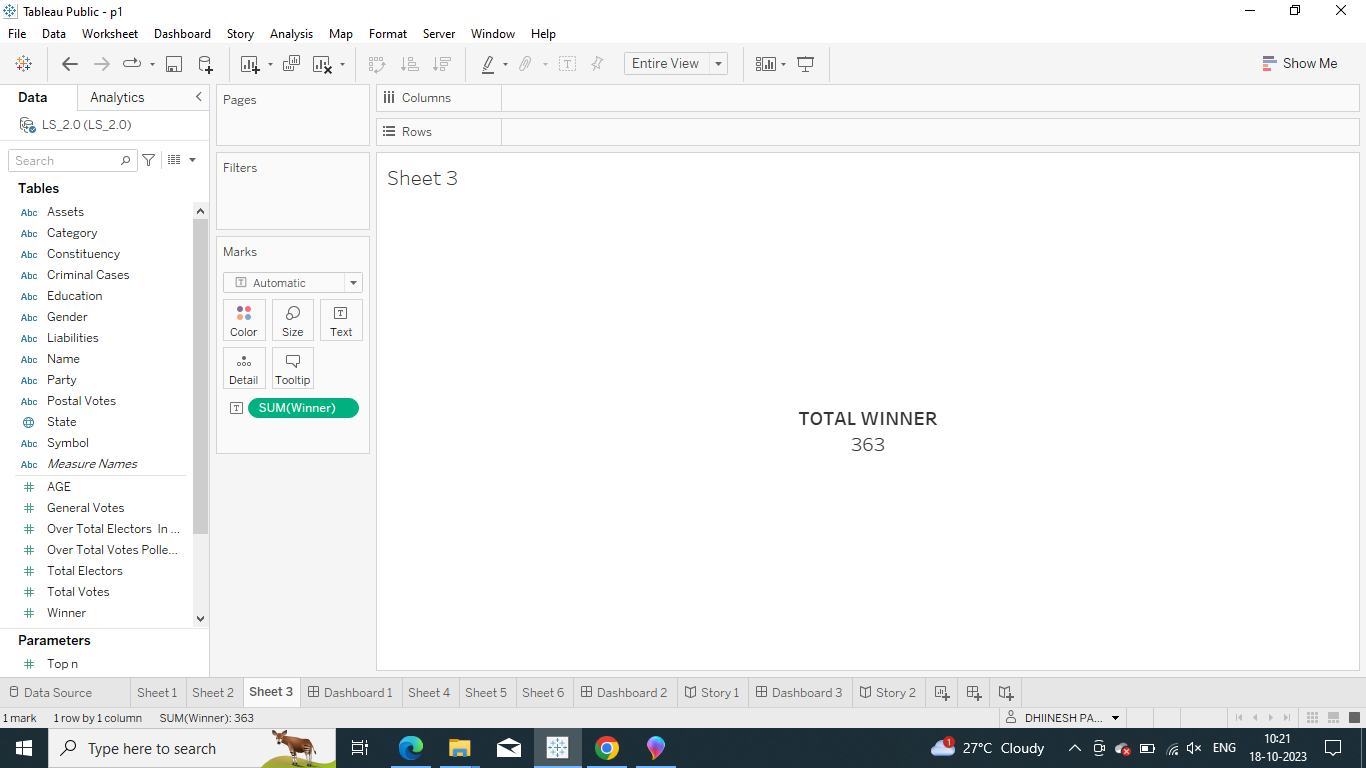 Tableau Public - p1
File Data Worksheet Dashboard Story Analysis Map Format Server Window Help
Entire View
Show Me
Data Analytics
Pages
Columns
LS_2.0 (LS_2.0)
Rows
Search
Filters
Sheet 3
Tables
Abc Assets
Abc Category
Abc Constituency
Abc Criminal Cases
Abc Education
Abc Gender
Abc Liabilities
Abc Name
Abc Party
Abc Postal Votes
State
Abc Symbol
Abc Measure Names
# AGE
# General Votes
# Over Total Electors In ...
# Over Total Votes Polle...
# Total Electors
# Total Votes
# Winner
Parameters
# Top n
Marks
T Automatic
Color Size T Text
Detail Tooltip
T SUM(Winner)
TOTAL WINNER
363
Data Source Sheet 1 Sheet 2 Sheet 3 Dashboard 1 Sheet 4 Sheet 5 Sheet 6 Dashboard 2 Story 1 Dashboard 3 Story 2
1 mark 1 row by 1 column SUM(Winner): 363
DHINESH PA...
Type here to search
1
27°C Cloudy
ENG
10:21
18-10-2023